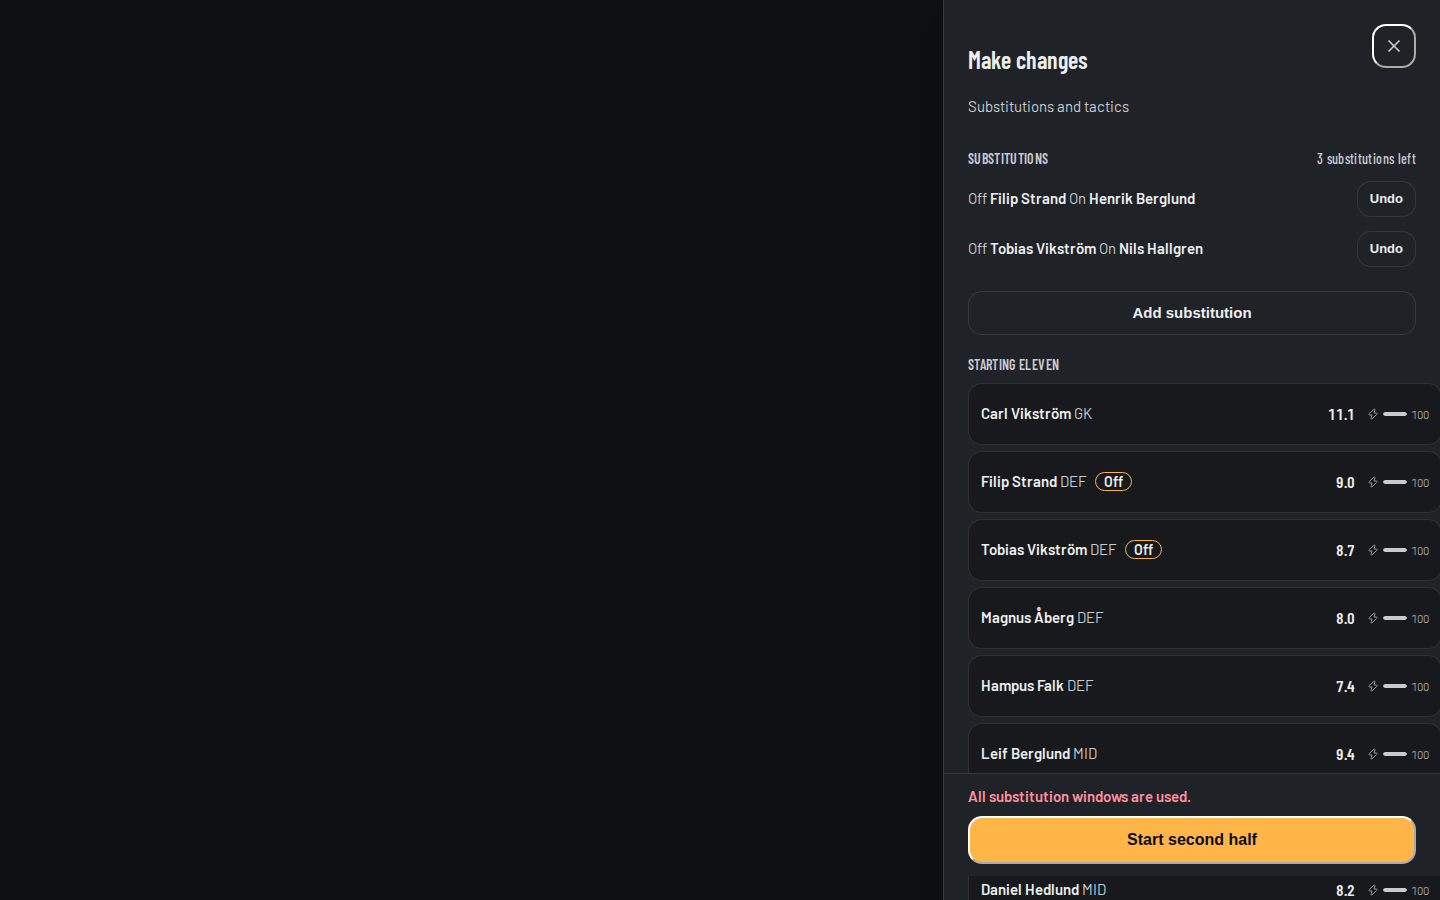 Make changes
Substitutions and tactics
SUBSTITUTIONS 3 substitutions left
Off Filip Strand On Henrik Berglund Undo
Off Tobias Vikström On Nils Hallgren Undo
Add substitution
STARTING ELEVEN
Carl Vikström GK 11.1 100
Filip Strand DEF Off 9.0 100
Tobias Vikström DEF Off 8.7 100
Magnus Åberg DEF 8.0 100
Hampus Falk DEF 7.4 100
Leif Berglund MID 9.4 100
All substitution windows are used.
Start second half
Daniel Hedlund MID 8.2 100